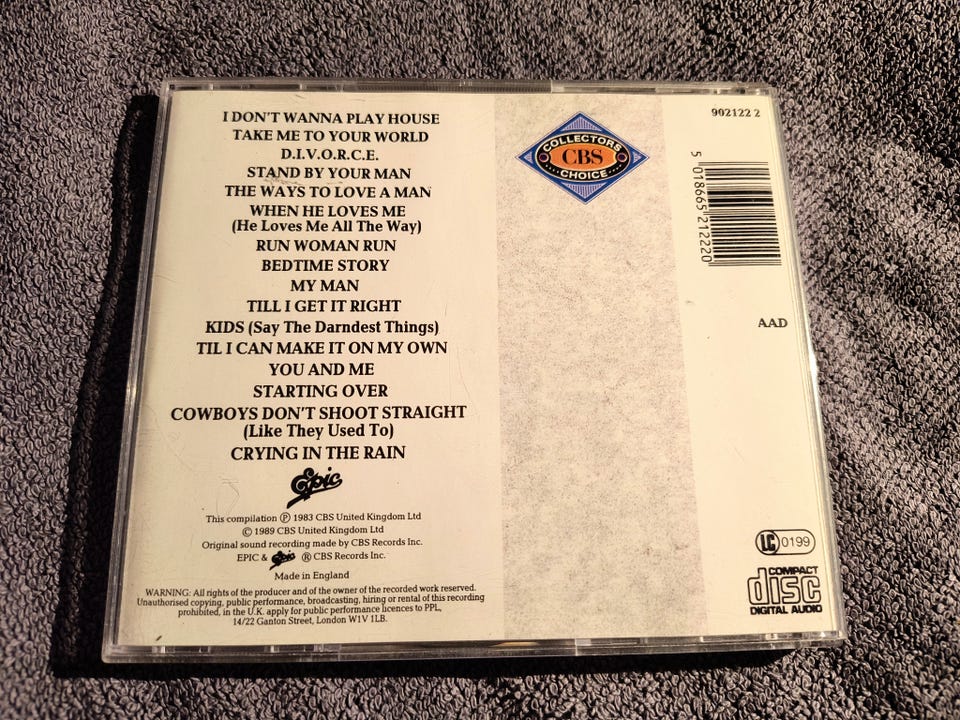 I DON'T WANNA PLAY HOUSE
TAKE ME TO YOUR WORLD
D.I.V.O.R.C.E.
STAND BY YOUR MAN
THE WAYS TO LOVE A MAN
WHEN HE LOVES ME
(He Loves Me All The Way)
RUN WOMAN RUN
BEDTIME STORY
MY MAN
TILL I GET IT RIGHT
KIDS (Say The Darndest Things)
TIL I CAN MAKE IT ON MY OWN
YOU AND ME
STARTING OVER
COWBOYS DON'T SHOOT STRAIGHT
(Like They Used To)
CRYING IN THE RAIN
Epic
This compilation Ⓟ 1983 CBS United Kingdom Ltd
© 1989 CBS United Kingdom Ltd
Original sound recording made by CBS Records Inc.
EPIC & Epic ® CBS Records Inc.
Made in England
WARNING: All rights of the producer and of the owner of the recorded work reserved.
Unauthorised copying, public performance, broadcasting, hiring or rental of this recording
prohibited, in the U.K. apply for public performance licences to PPL,
14/22 Ganton Street, London W1V 1LB.
COLLECTORS
CBS
CHOICE
902122 2
5 018665 212220
AAD
LC 0199
COMPACT
disc
DIGITAL AUDIO